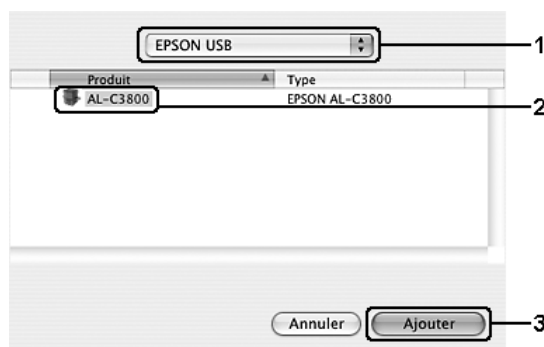 EPSON USB 1
Produit Type
AL-C3800 EPSON AL-C3800 2
Annuler Ajouter 3